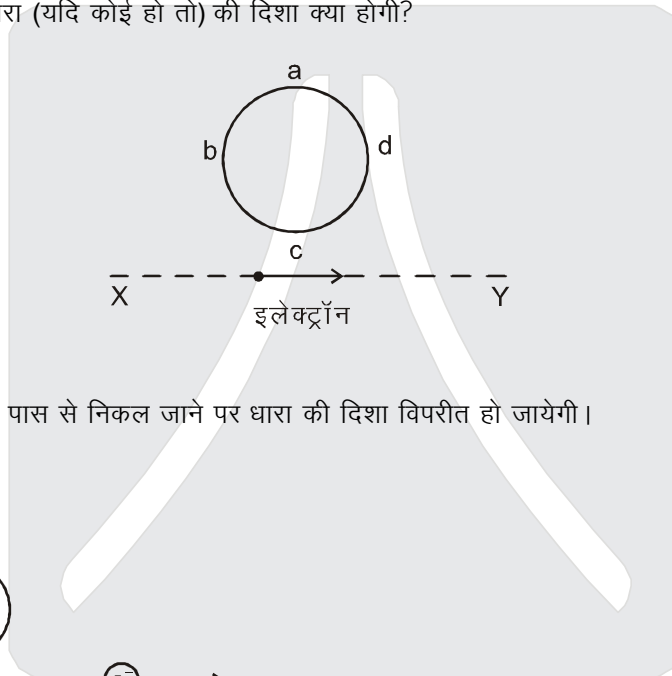 (यदि कोई हो तो) की दिशा क्या होगी?
a
b
d
c
X
Y
इलेक्ट्रॉन
पास से निकल जाने पर धारा की दिशा विपरीत हो जायेगी।